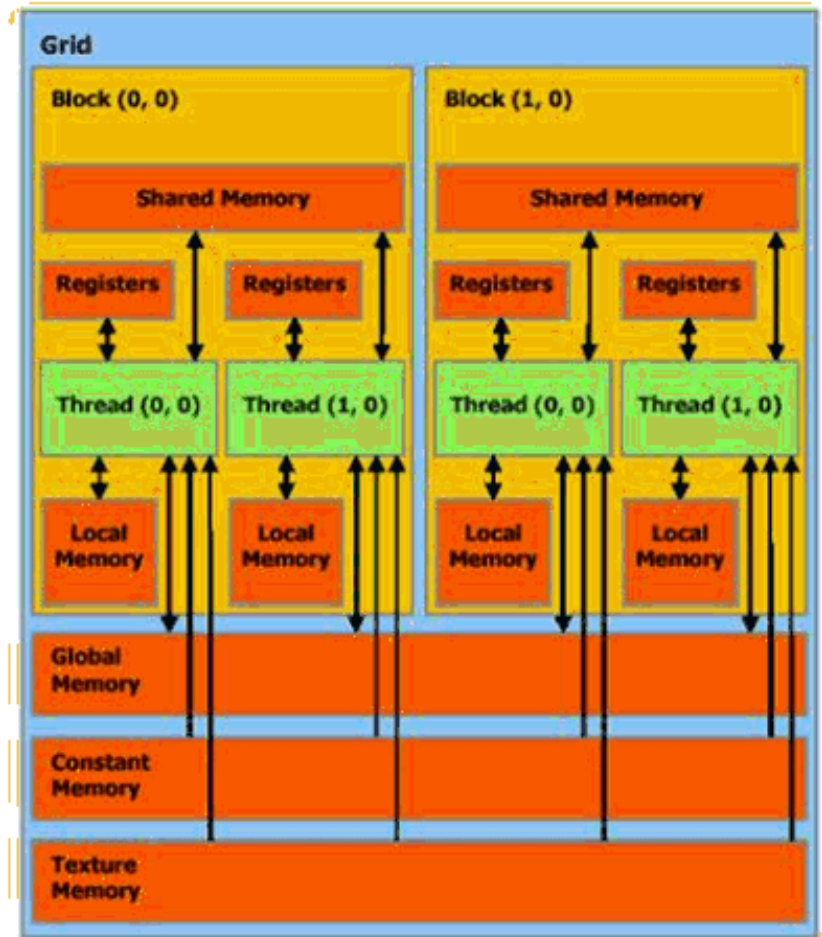 Grid
Block (0, 0)
Block (1, 0)
Shared Memory
Shared Memory
Registers
Registers
Registers
Registers
Thread (0, 0)
Thread (1, 0)
Thread (0, 0)
Thread (1, 0)
Local
Memory
Local
Memory
Local
Memory
Local
Memory
Global
Memory
Constant
Memory
Texture
Memory